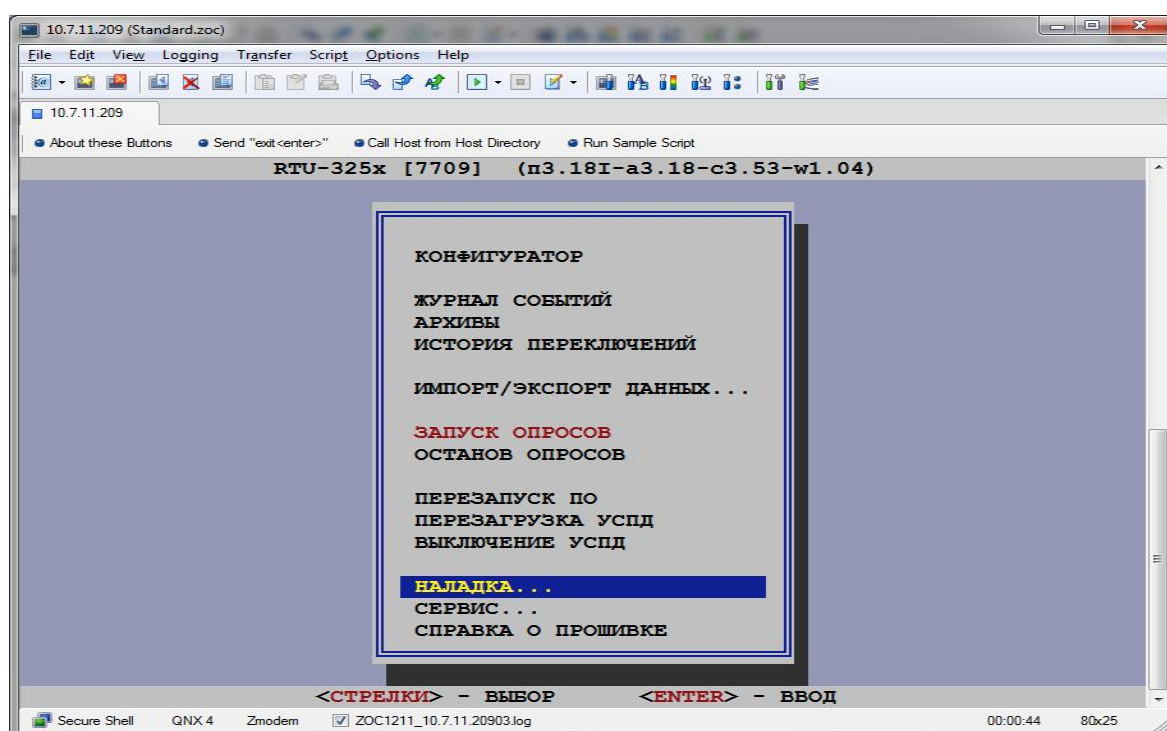 10.7.11.209 (Standard.zoc)
File Edit View Logging Transfer Script Options Help
10.7.11.209
About these Buttons Send "exit<enter>" Call Host from Host Directory Run Sample Script
RTU-325x [7709] (п3.18I-а3.18-с3.53-w1.04)
КОНФИГУРАТОР
ЖУРНАЛ СОБЫТИЙ
АРХИВЫ
ИСТОРИЯ ПЕРЕКЛЮЧЕНИЙ
ИМПОРТ/ЭКСПОРТ ДАННЫХ...
ЗАПУСК ОПРОСОВ
ОСТАНОВ ОПРОСОВ
ПЕРЕЗАПУСК ПО
ПЕРЕЗАГРУЗКА УСПД
ВЫКЛЮЧЕНИЕ УСПД
НАЛАДКА...
СЕРВИС...
СПРАВКА О ПРОШИВКЕ
<СТРЕЛКИ> - ВЫБОР <ENTER> - ВВОД
Secure Shell QNX 4 Zmodem ZOC1211_10.7.11.20903.log 00:00:44 80x25